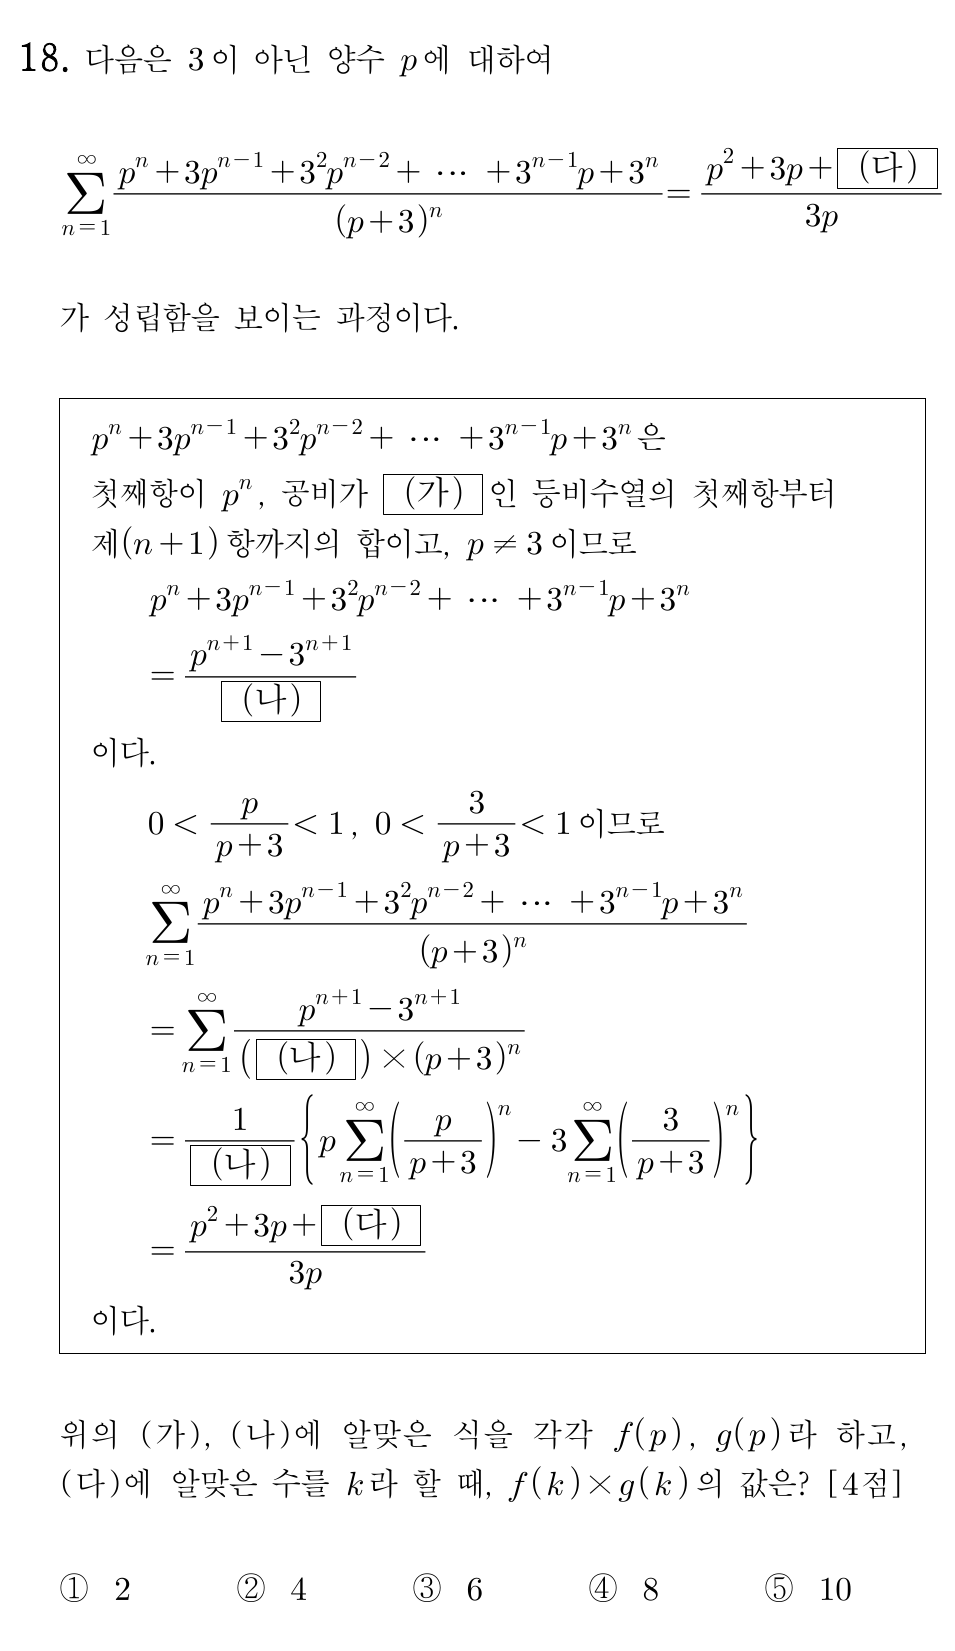 18. 다음은 3이 아닌 양수 p에 대하여
$\sum_{n=1}^{\infty} \frac{p^n+3p^{n-1}+3^2p^{n-2}+\cdots+3^{n-1}p+3^n}{(p+3)^n} = \frac{p^2+3p+\boxed{(다)}}{3p}$
가 성립함을 보이는 과정이다.
$p^n+3p^{n-1}+3^2p^{n-2}+\cdots+3^{n-1}p+3^n$은
첫째항이 $p^n$, 공비가 $\boxed{(가)}$인 등비수열의 첫째항부터
제(n+1)항까지의 합이고, $p \neq 3$이므로
$p^n+3p^{n-1}+3^2p^{n-2}+\cdots+3^{n-1}p+3^n$
$= \frac{p^{n+1}-3^{n+1}}{\boxed{(나)}}$
이다.
$0 < \frac{p}{p+3} < 1, 0 < \frac{3}{p+3} < 1$이므로
$\sum_{n=1}^{\infty} \frac{p^n+3p^{n-1}+3^2p^{n-2}+\cdots+3^{n-1}p+3^n}{(p+3)^n}$
$= \sum_{n=1}^{\infty} \frac{p^{n+1}-3^{n+1}}{(\boxed{(나)})\times(p+3)^n}$
$= \frac{1}{\boxed{(나)}}\left\{p\sum_{n=1}^{\infty}\left(\frac{p}{p+3}\right)^n - 3\sum_{n=1}^{\infty}\left(\frac{3}{p+3}\right)^n\right\}$
$= \frac{p^2+3p+\boxed{(다)}}{3p}$
이다.
위의 (가), (나)에 알맞은 식을 각각 f(p), g(p)라 하고,
(다)에 알맞은 수를 k라 할 때, f(k)×g(k)의 값은? [4점]
① 2 ② 4 ③ 6 ④ 8 ⑤ 10